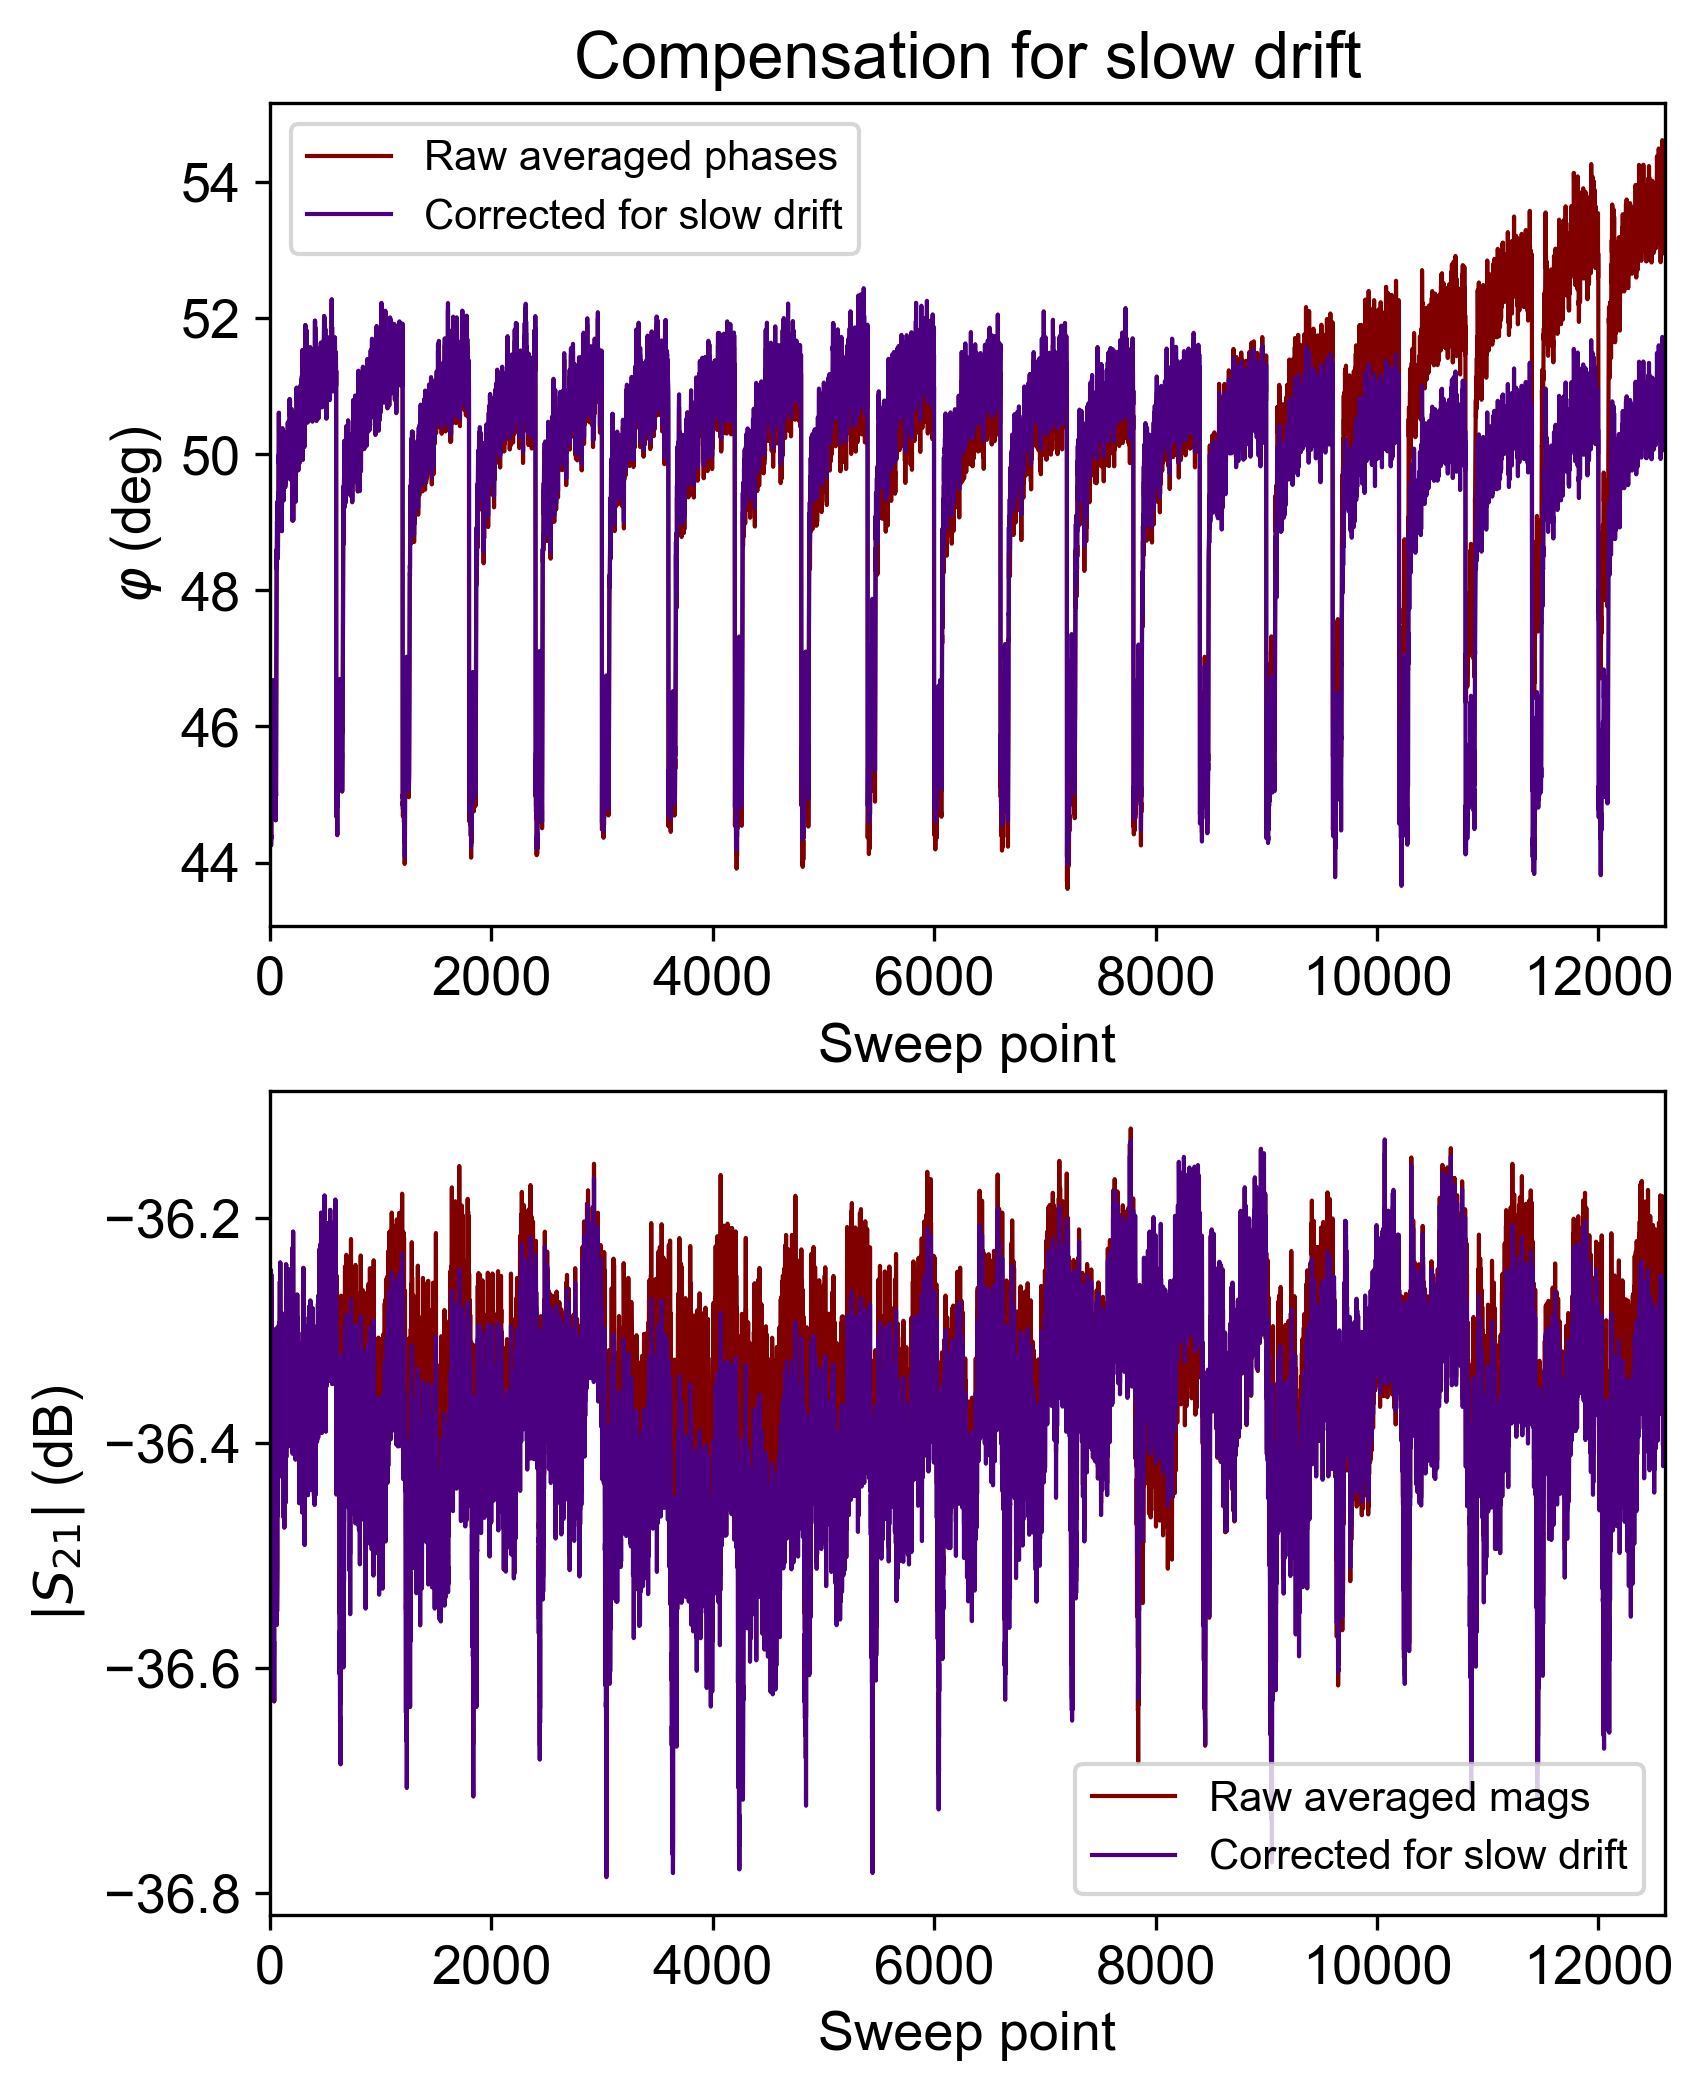 Compensation for slow drift
Raw averaged phases
Corrected for slow drift
φ (deg)
54
52
50
48
46
44
0 2000 4000 6000 8000 10000 12000
Sweep point
|S₂₁| (dB)
−36.2
−36.4
−36.6
−36.8
Raw averaged mags
Corrected for slow drift
0 2000 4000 6000 8000 10000 12000
Sweep point